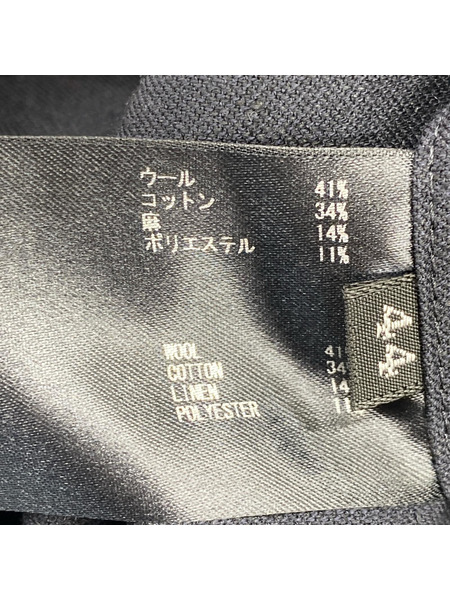 ウール 41%
コットン 34%
麻 14%
ポリエステル 11%
44
WOOL 41
COTTON 34
LINEN 14
POLYESTER 11